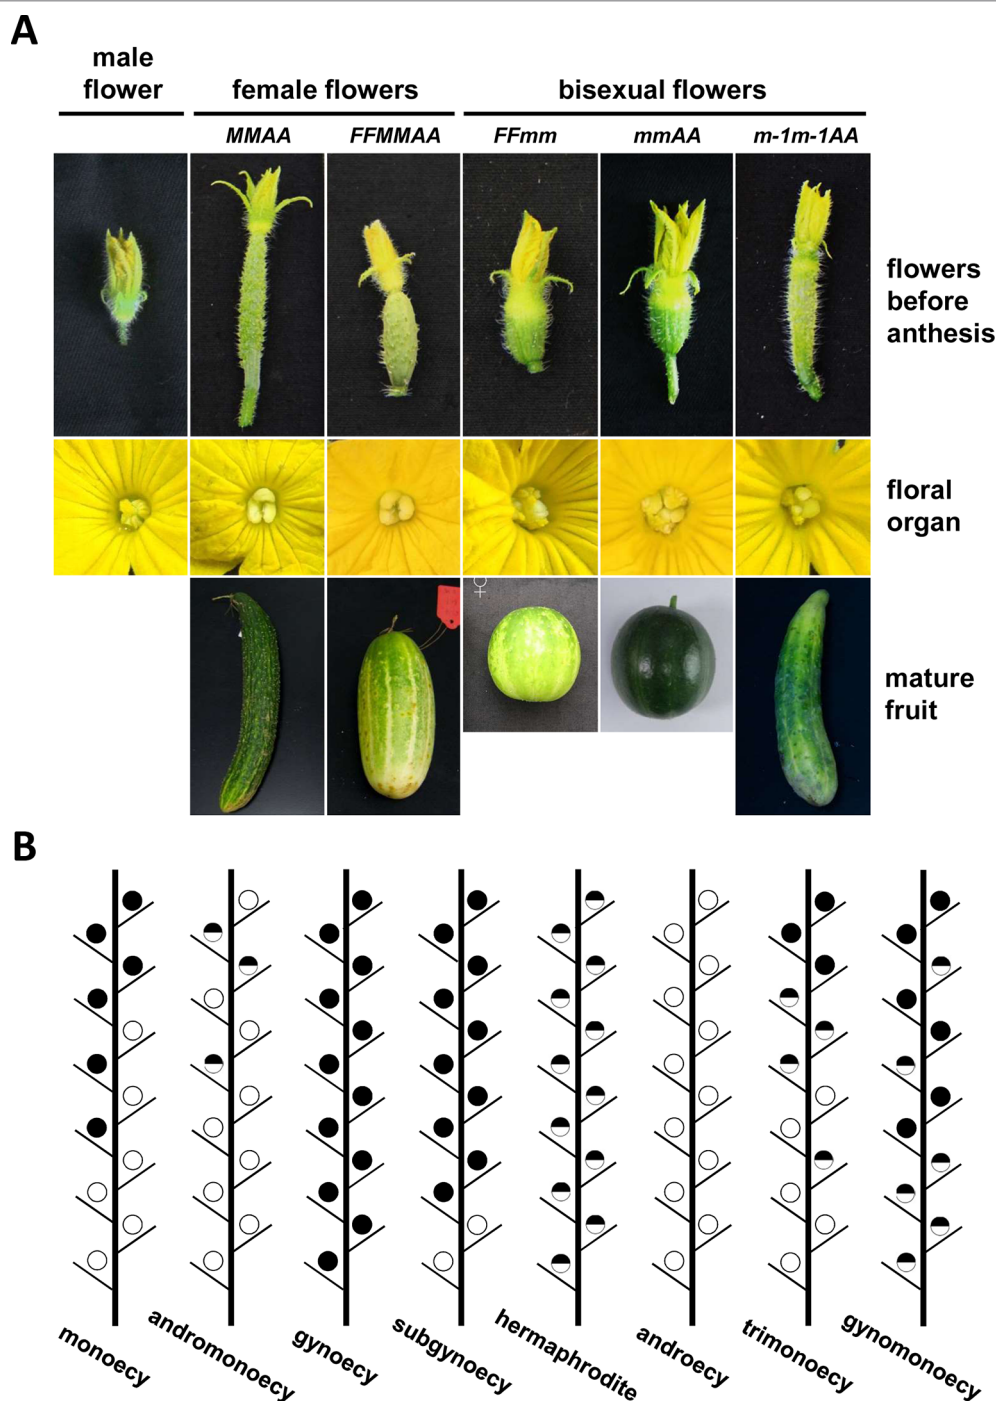 A
male
flower
female flowers
bisexual flowers
MMAA
FFMMAA
FFmm
mmAA
m-1m-1AA
flowers
before
anthesis
floral
organ
♀
mature
fruit
B
monoecy
andromonoecy
gynoecy
subgynoecy
hermaphrodite
androecy
trimonoecy
gynomonoecy